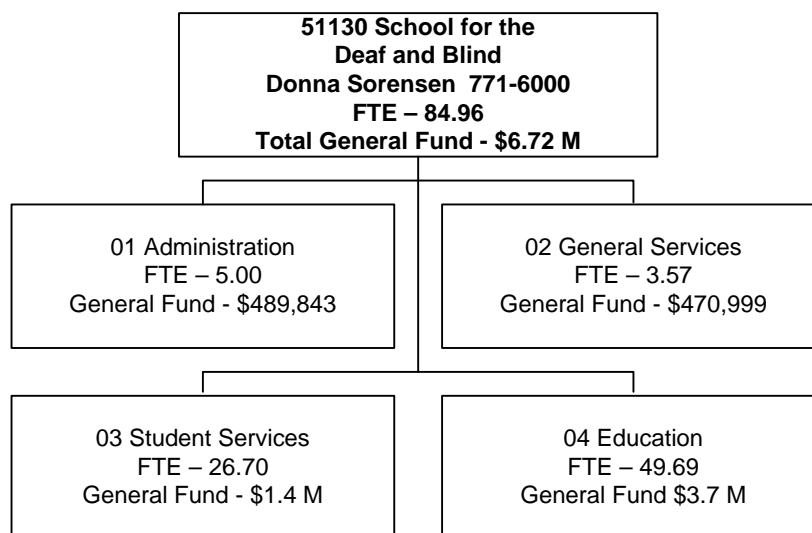 51130 School for the
Deaf and Blind
Donna Sorensen 771-6000
FTE – 84.96
Total General Fund - $6.72 M
01 Administration
FTE – 5.00
General Fund - $489,843
02 General Services
FTE – 3.57
General Fund - $470,999
03 Student Services
FTE – 26.70
General Fund - $1.4 M
04 Education
FTE – 49.69
General Fund $3.7 M